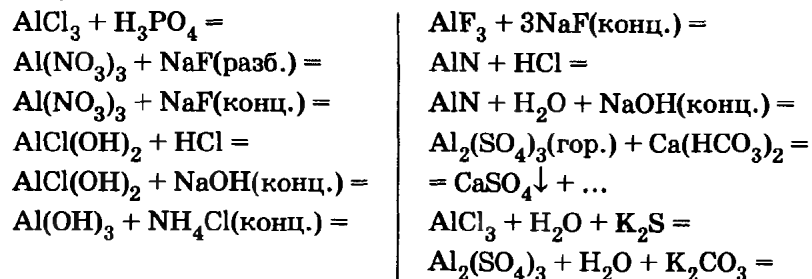 AlCl₃ + H₃PO₄ =
Al(NO₃)₃ + NaF(разб.) =
Al(NO₃)₃ + NaF(конц.) =
AlCl(OH)₂ + HCl =
AlCl(OH)₂ + NaOH(конц.) =
Al(OH)₃ + NH₄Cl(конц.) =
AlF₃ + 3NaF(конц.) =
AlN + HCl =
AlN + H₂O + NaOH(конц.) =
Al₂(SO₄)₃(гор.) + Ca(HCO₃)₂ =
= CaSO₄↓ + ...
AlCl₃ + H₂O + K₂S =
Al₂(SO₄)₃ + H₂O + K₂CO₃ =